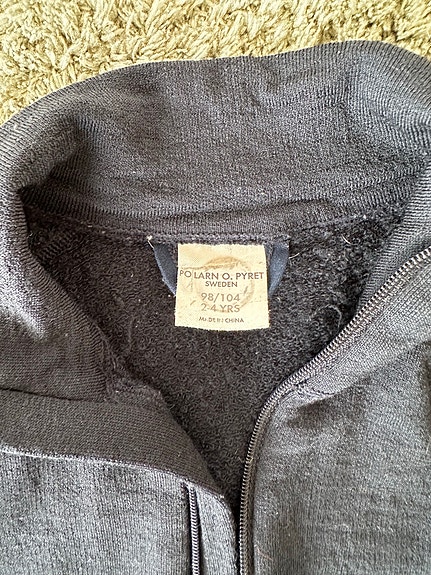 POLARN O. PYRET
SWEDEN
98/104
2-4 YRS
MADE IN CHINA